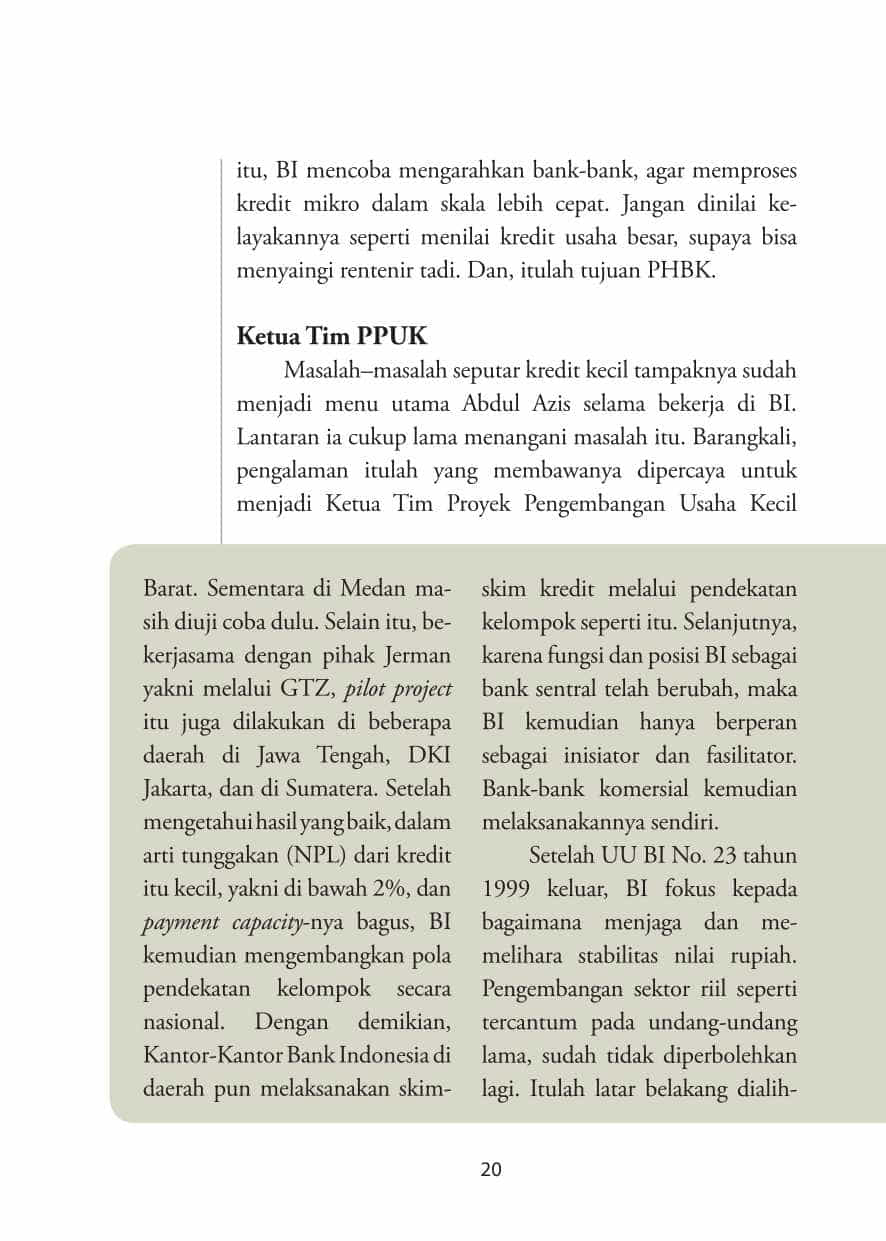 itu, BI mencoba mengarahkan bank-bank, agar memproses
kredit mikro dalam skala lebih cepat. Jangan dinilai ke-
layakannya seperti menilai kredit usaha besar, supaya bisa
menyaingi rentenir tadi. Dan, itulah tujuan PHBK.
Ketua Tim PPUK
Masalah–masalah seputar kredit kecil tampaknya sudah
menjadi menu utama Abdul Azis selama bekerja di BI.
Lantaran ia cukup lama menangani masalah itu. Barangkali,
pengalaman itulah yang membawanya dipercaya untuk
menjadi Ketua Tim Proyek Pengembangan Usaha Kecil
Barat. Sementara di Medan ma-
sih diuji coba dulu. Selain itu, be-
kerjasama dengan pihak Jerman
yakni melalui GTZ, pilot project
itu juga dilakukan di beberapa
daerah di Jawa Tengah, DKI
Jakarta, dan di Sumatera. Setelah
mengetahui hasil yang baik, dalam
arti tunggakan (NPL) dari kredit
itu kecil, yakni di bawah 2%, dan
payment capacity-nya bagus, BI
kemudian mengembangkan pola
pendekatan kelompok secara
nasional. Dengan demikian,
Kantor-Kantor Bank Indonesia di
daerah pun melaksanakan skim-
skim kredit melalui pendekatan
kelompok seperti itu. Selanjutnya,
karena fungsi dan posisi BI sebagai
bank sentral telah berubah, maka
BI kemudian hanya berperan
sebagai inisiator dan fasilitator.
Bank-bank komersial kemudian
melaksanakannya sendiri.
Setelah UU BI No. 23 tahun
1999 keluar, BI fokus kepada
bagaimana menjaga dan me-
melihara stabilitas nilai rupiah.
Pengembangan sektor riil seperti
tercantum pada undang-undang
lama, sudah tidak diperbolehkan
lagi. Itulah latar belakang dialih-
20